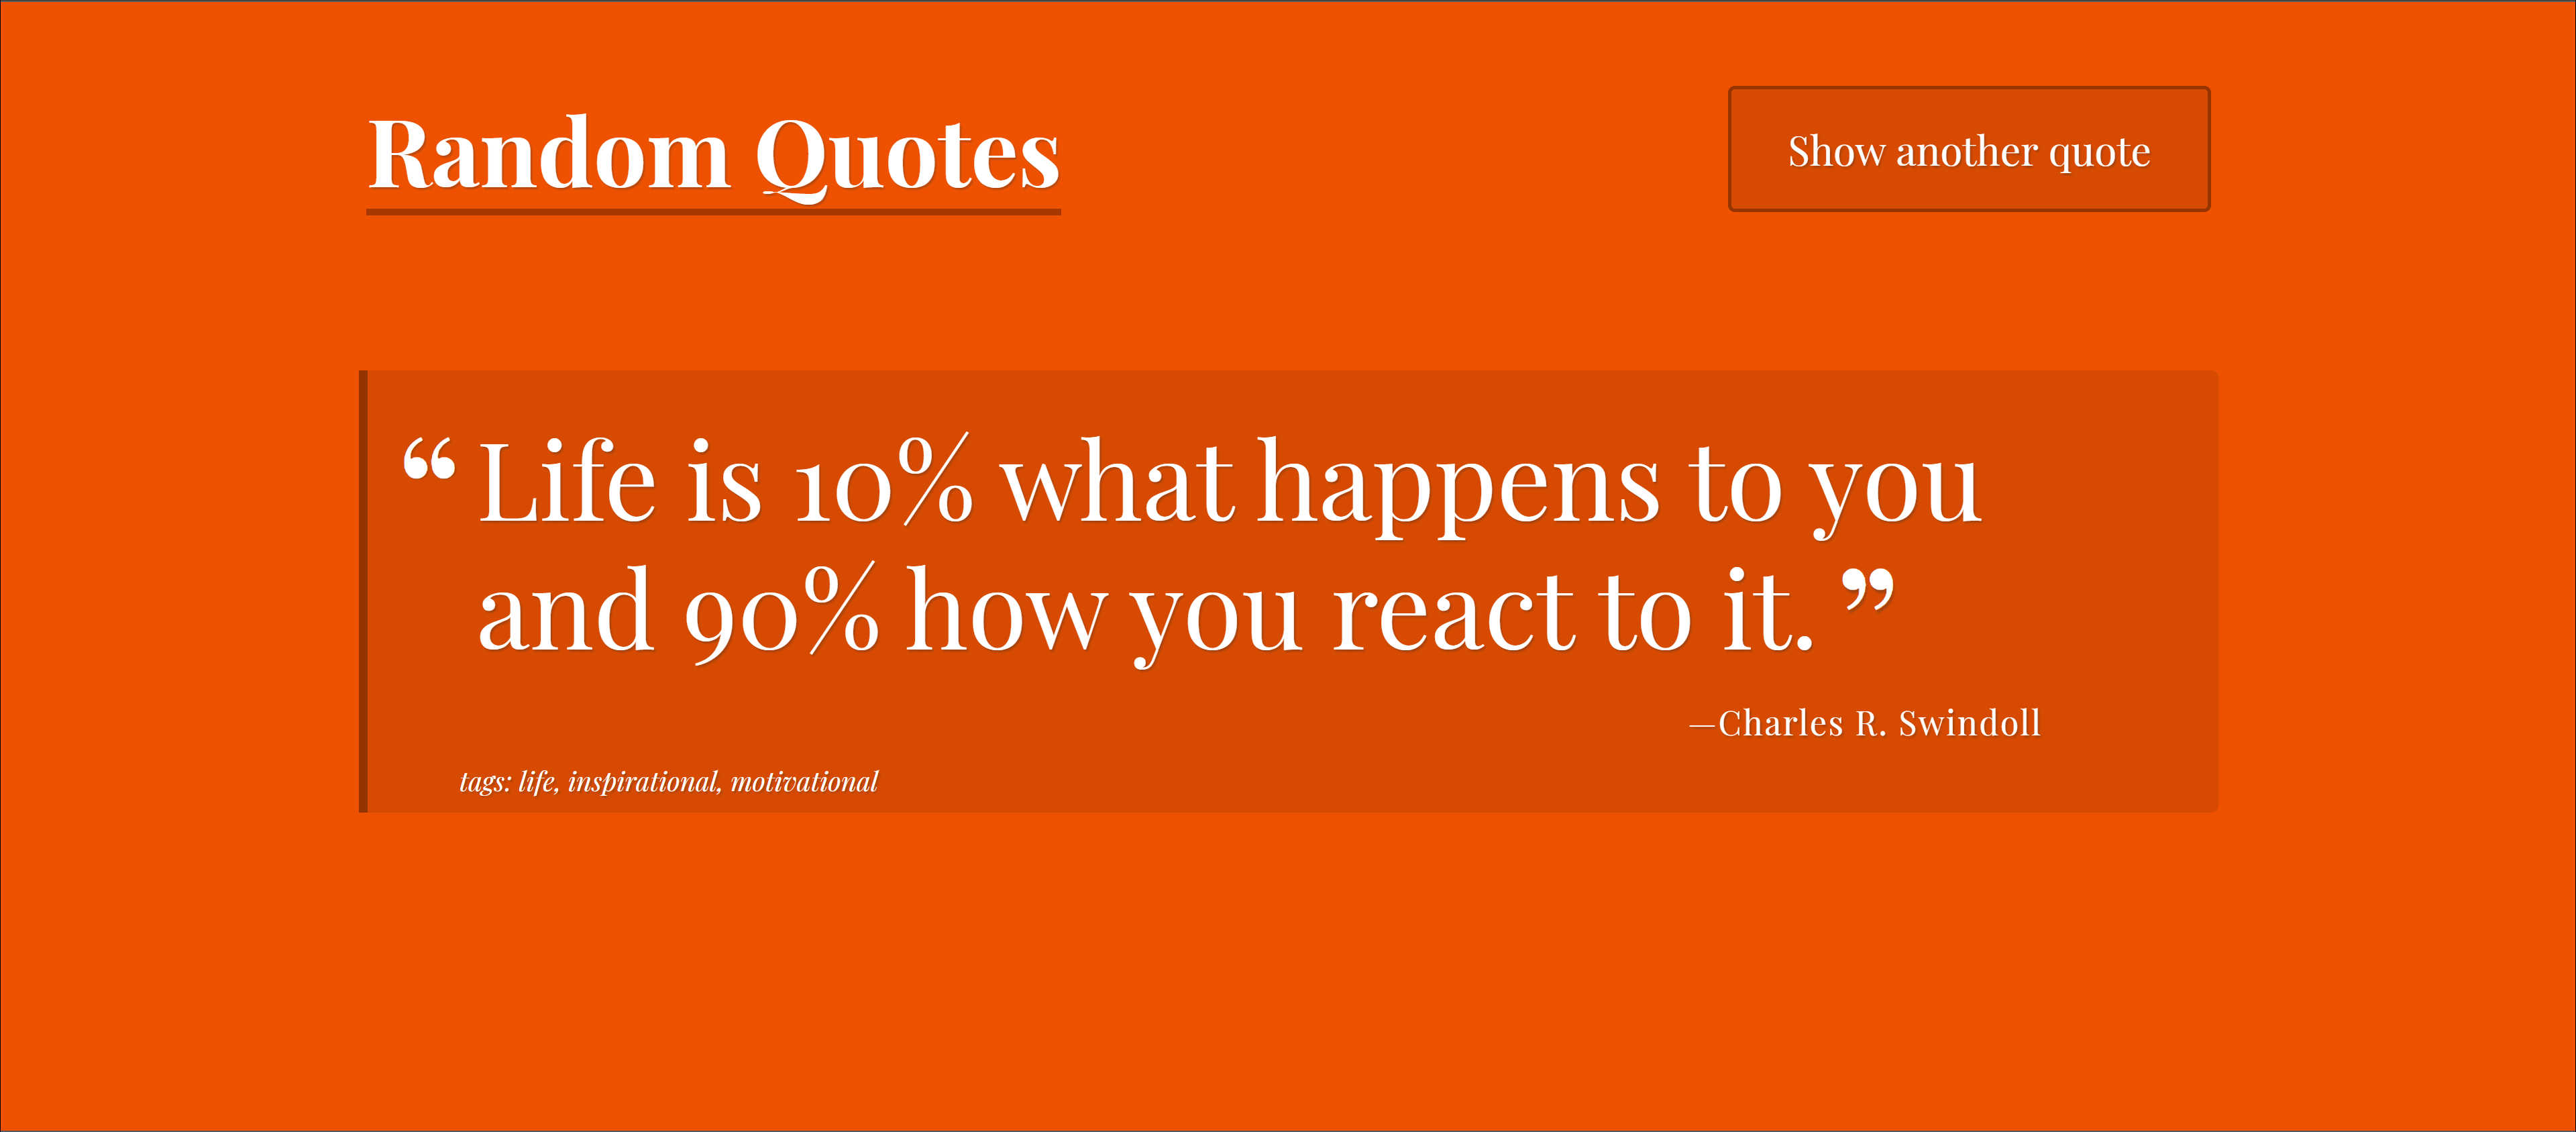 Random Quotes
Show another quote
“Life is 10% what happens to you
and 90% how you react to it.”
—Charles R. Swindoll
tags: life, inspirational, motivational